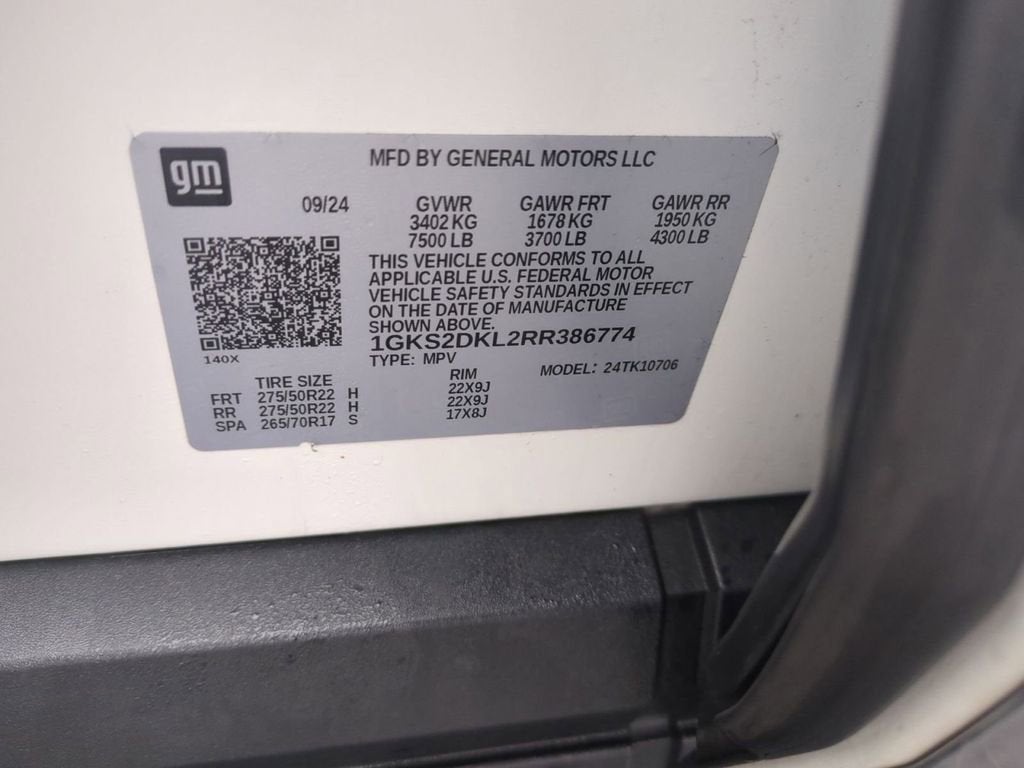 gm
MFD BY GENERAL MOTORS LLC
09/24 GVWR GAWR FRT GAWR RR
3402 KG 1678 KG 1950 KG
7500 LB 3700 LB 4300 LB
THIS VEHICLE CONFORMS TO ALL
APPLICABLE U.S. FEDERAL MOTOR
VEHICLE SAFETY STANDARDS IN EFFECT
ON THE DATE OF MANUFACTURE
SHOWN ABOVE.
1GKS2DKL2RR386774
140X
TYPE: MPV MODEL: 24TK10706
TIRE SIZE RIM
FRT 275/50R22 H 22X9J
RR 275/50R22 H 22X9J
SPA 265/70R17 S 17X8J